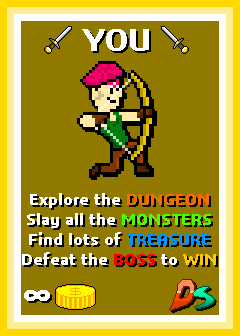 YOU
Explore the DUNGEON
Slay all the MONSTERS
Find lots of TREASURE
Defeat the BOSS to WIN
∞ DS